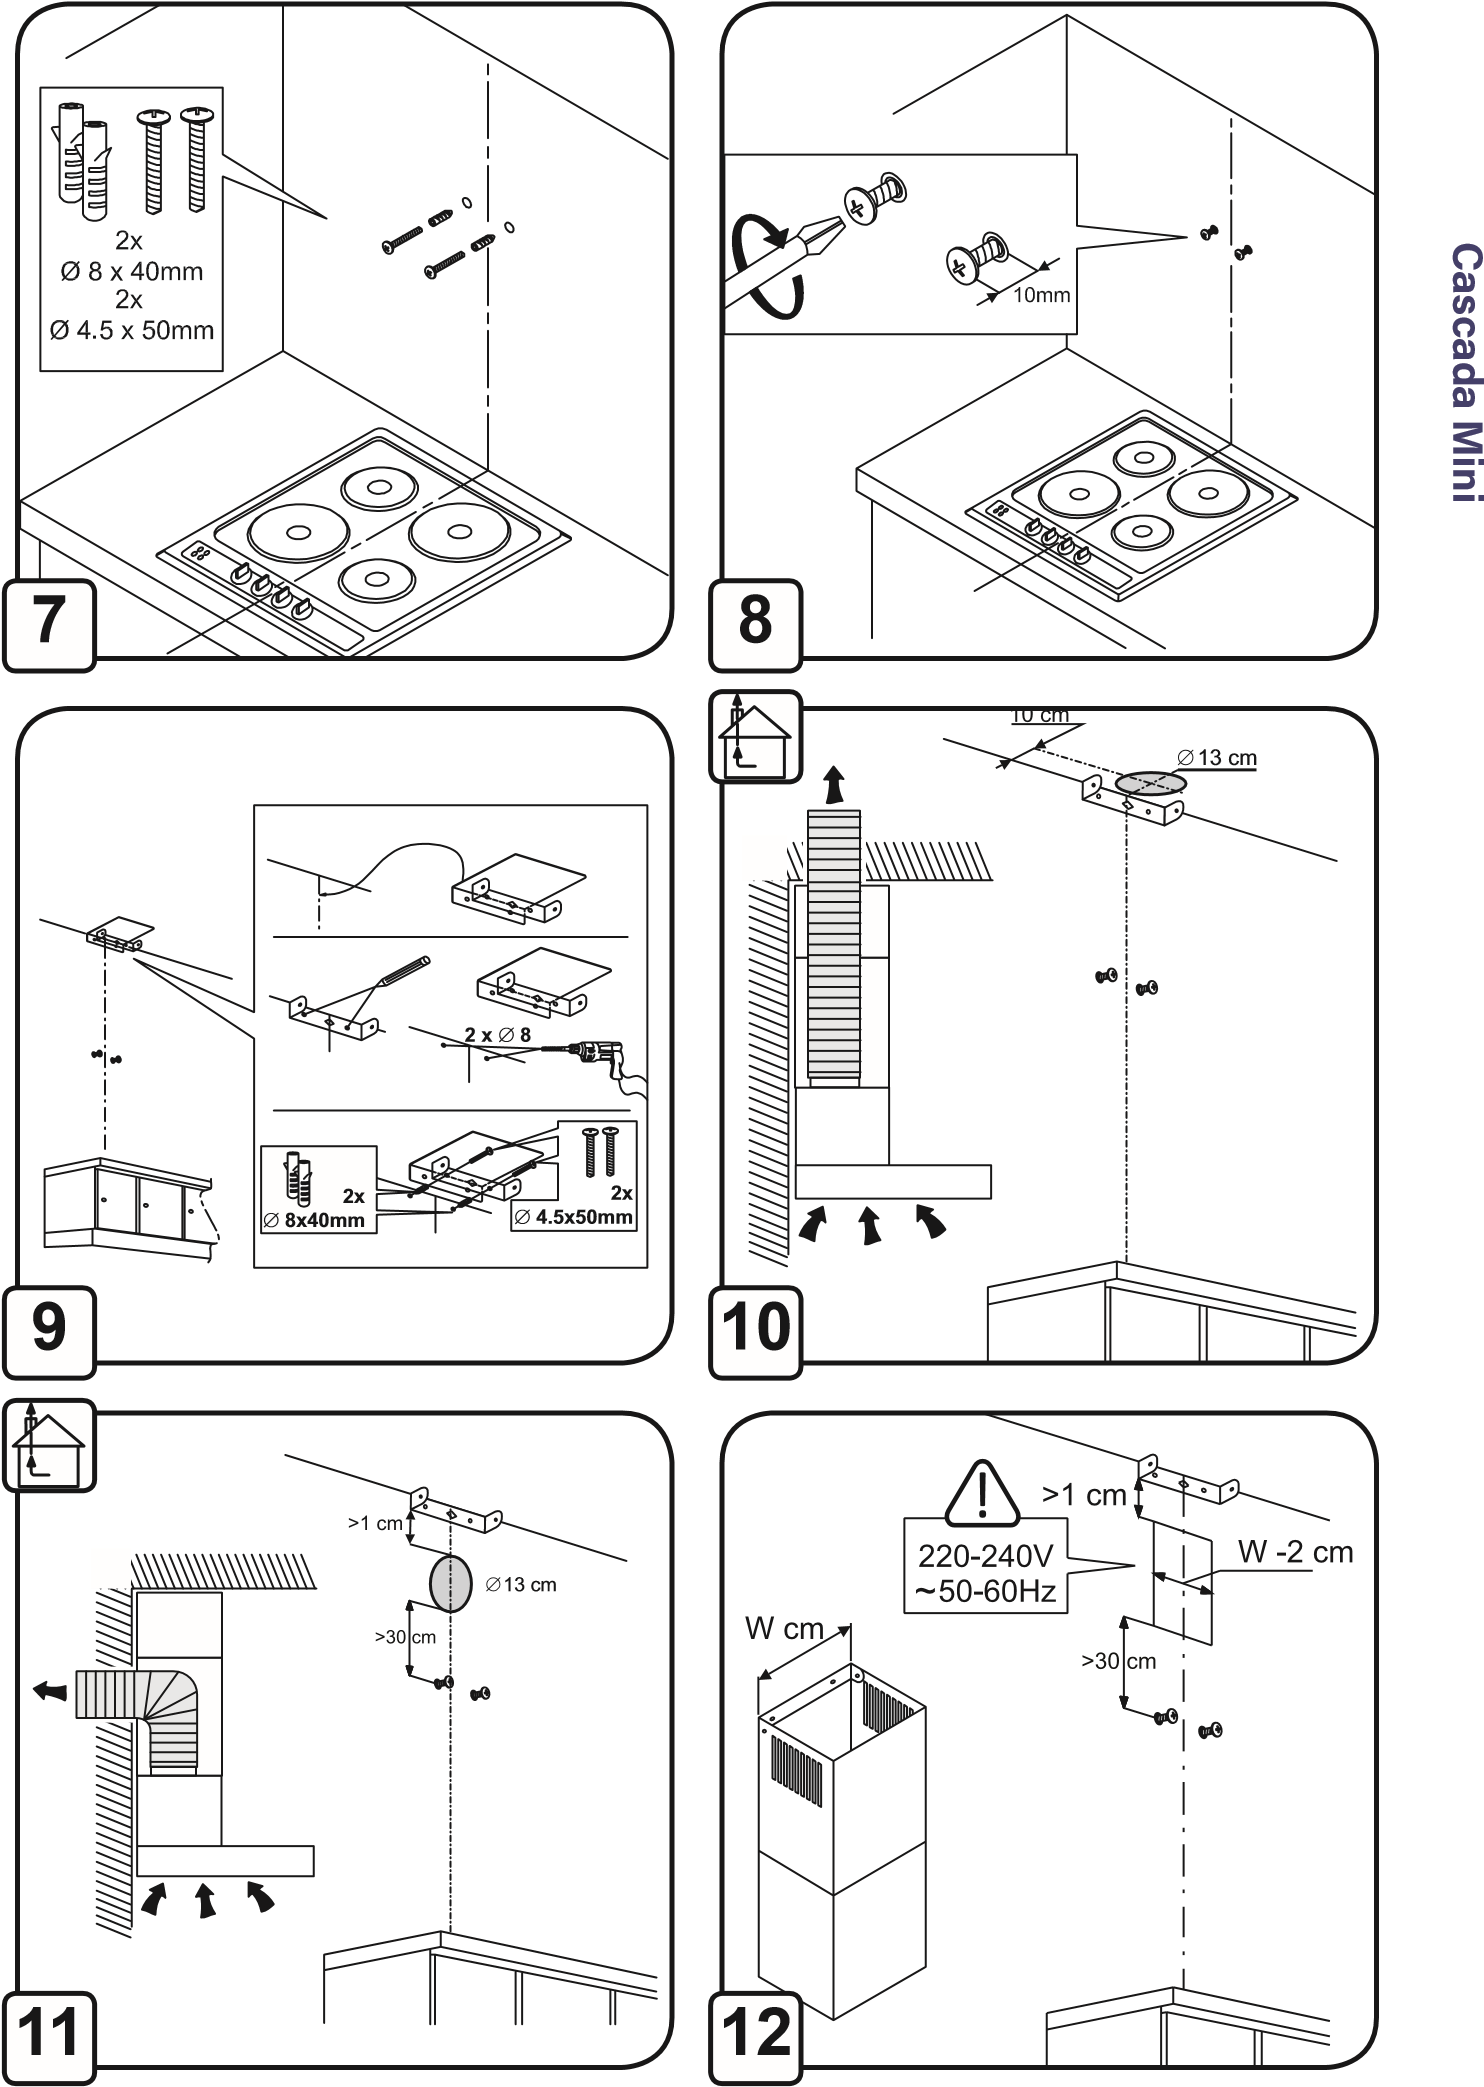 2x
Ø 8 x 40mm
2x
Ø 4.5 x 50mm
7
10mm
8
Cascada Mini
2 x ∅ 8
2x
∅ 8x40mm
2x
∅ 4.5x50mm
9
10 cm
∅ 13 cm
10
>1 cm
∅ 13 cm
>30 cm
11
!
220-240V
~50-60Hz
>1 cm
W -2 cm
W cm
>30 cm
12